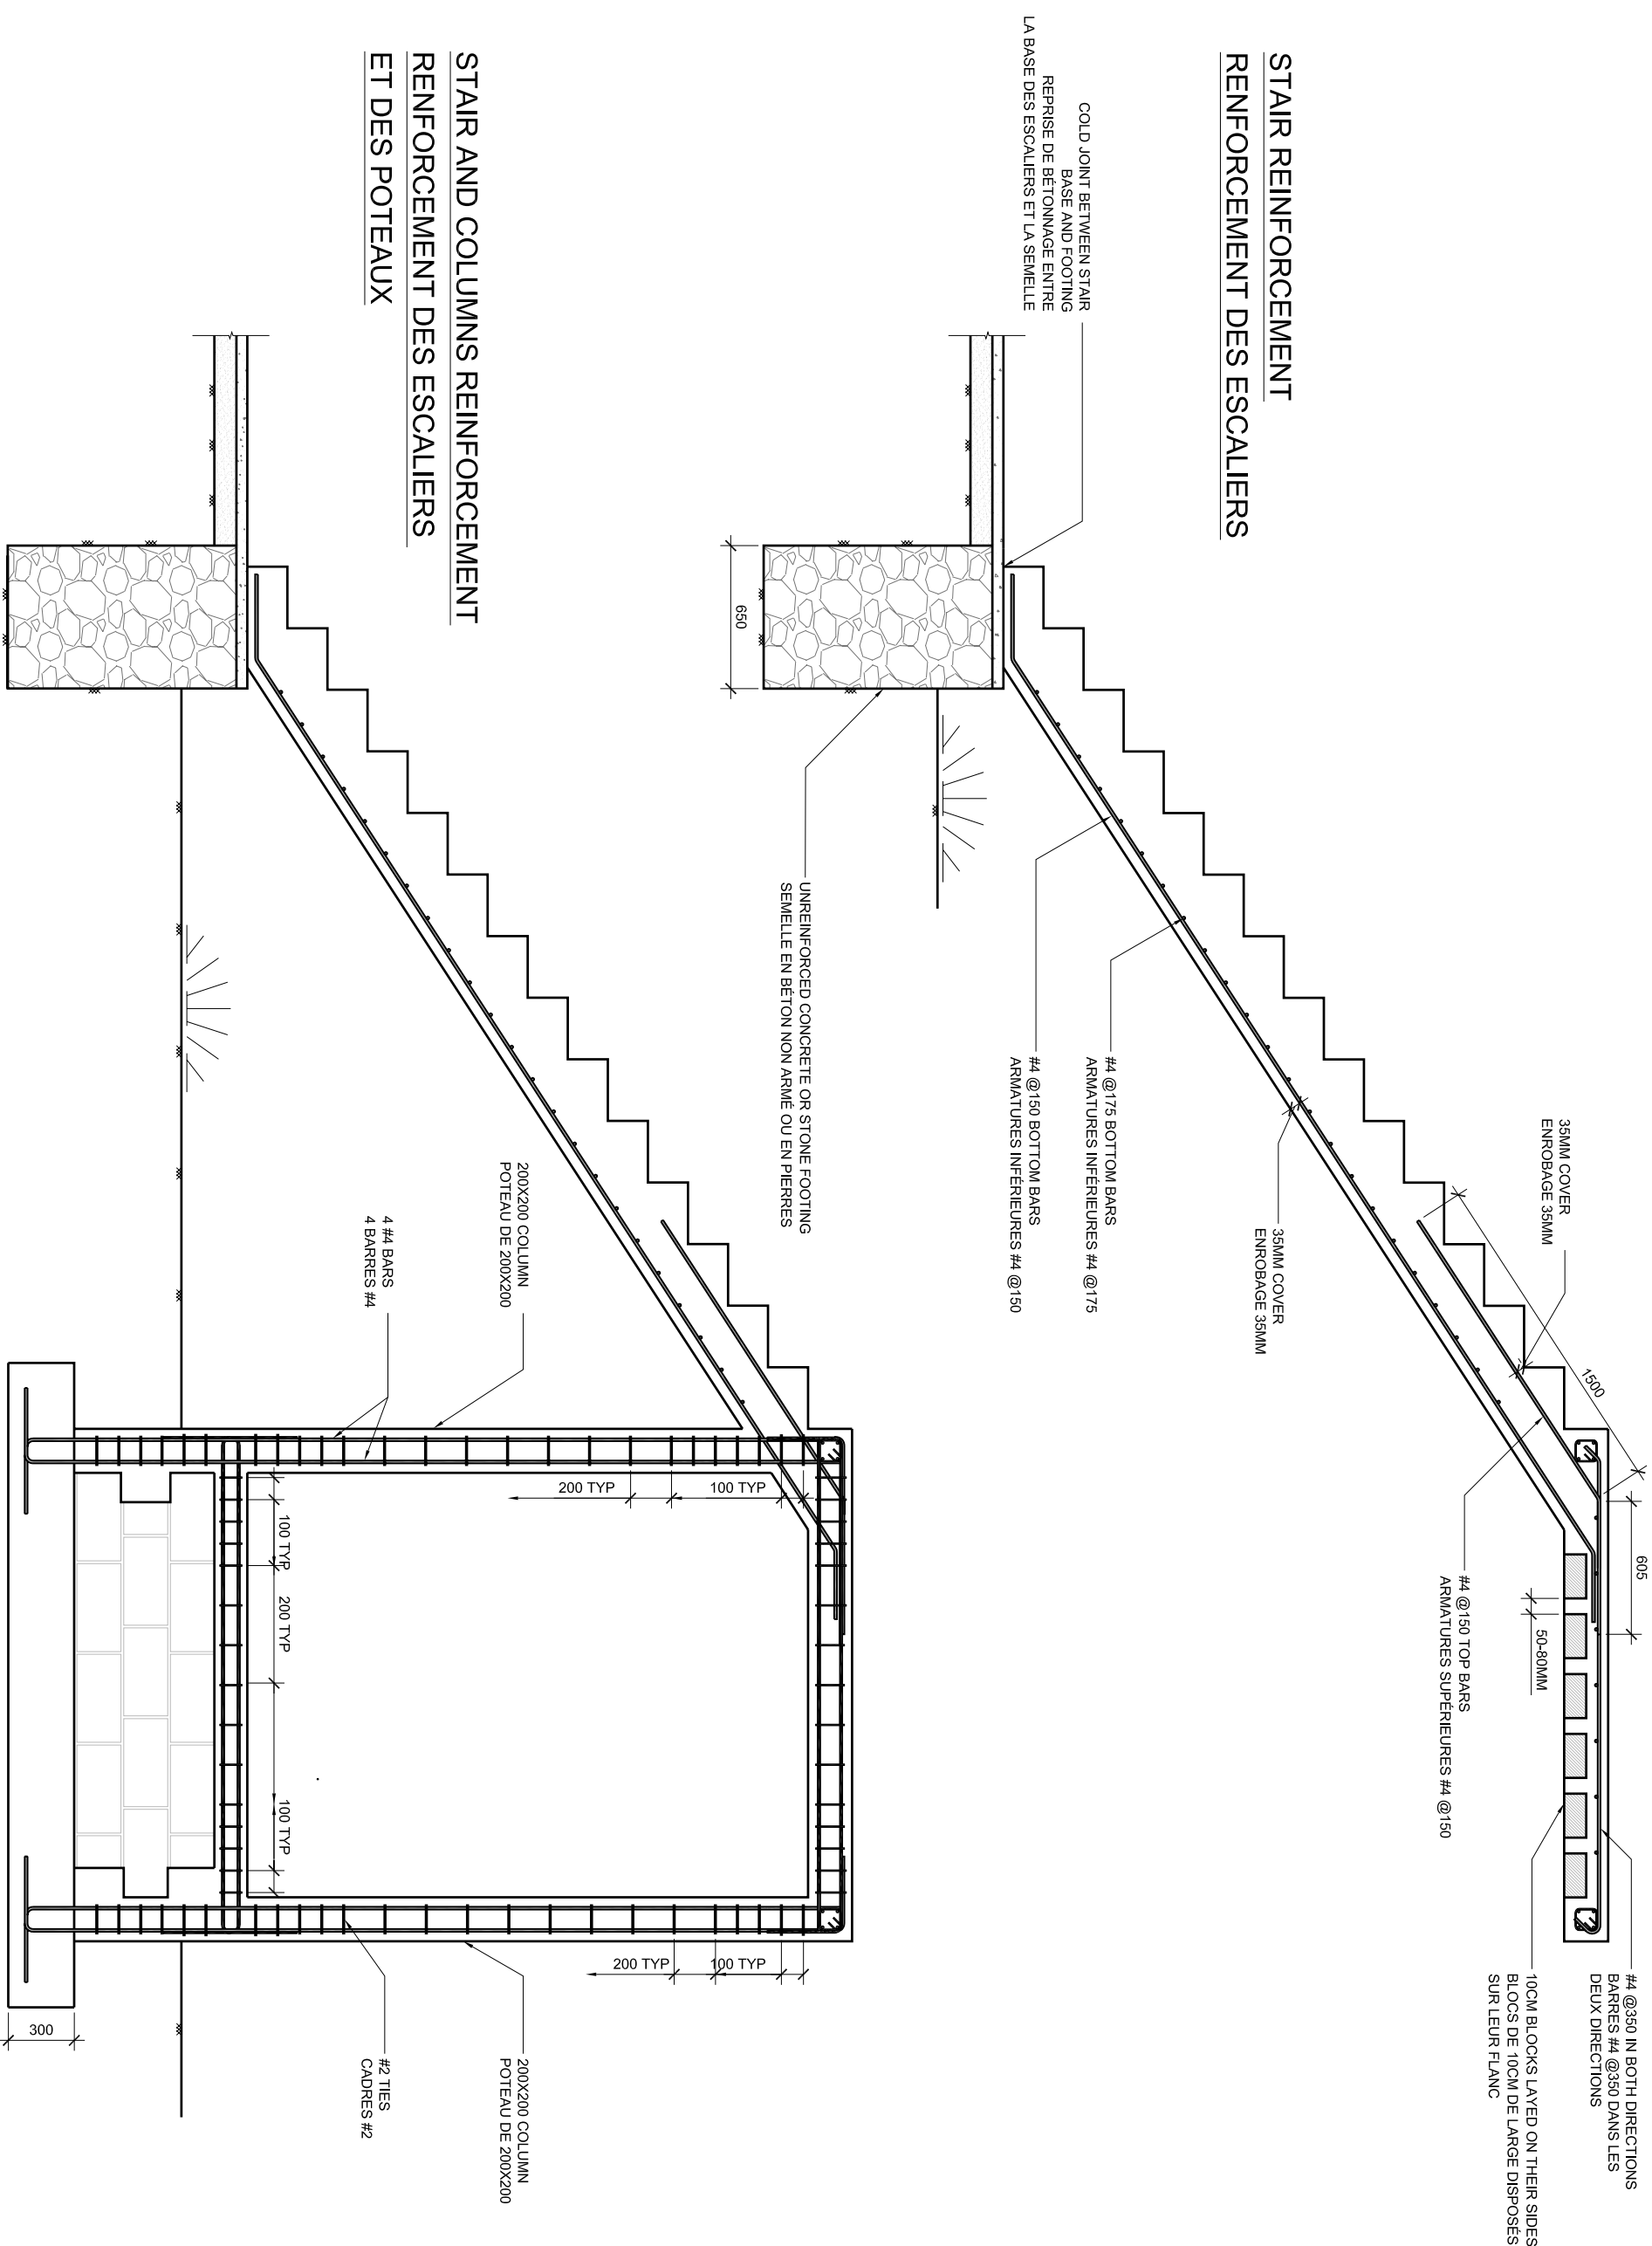 STAIR REINFORCEMENT
RENFORCEMENT DES ESCALIERS
COLD JOINT BETWEEN STAIR
BASE AND FOOTING
REPRISE DE BÉTONNAGE ENTRE
LA BASE DES ESCALIERS ET LA SEMELLE
650
UNREINFORCED CONCRETE OR STONE FOOTING
SEMELLE EN BÉTON NON ARMÉ OU EN PIERRES
#4 @175 BOTTOM BARS
ARMATURES INFÉRIEURES #4 @175
#4 @150 BOTTOM BARS
ARMATURES INFÉRIEURES #4 @150
35MM COVER
ENROBAGE 35MM
35MM COVER
ENROBAGE 35MM
1500
605
50-80MM
#4 @150 TOP BARS
ARMATURES SUPÉRIEURES #4 @150
#4 @350 IN BOTH DIRECTIONS
BARRES #4 @350 DANS LES
DEUX DIRECTIONS
10CM BLOCKS LAYED ON THEIR SIDES
BLOCS DE 10CM DE LARGE DISPOSÉS
SUR LEUR FLANC
STAIR AND COLUMNS REINFORCEMENT
RENFORCEMENT DES ESCALIERS
ET DES POTEAUX
200X200 COLUMN
POTEAU DE 200X200
4 #4 BARS
4 BARRES #4
200 TYP
100 TYP
100 TYP
200 TYP
100 TYP
200 TYP
100 TYP
200X200 COLUMN
POTEAU DE 200X200
#2 TIES
CADRES #2
300